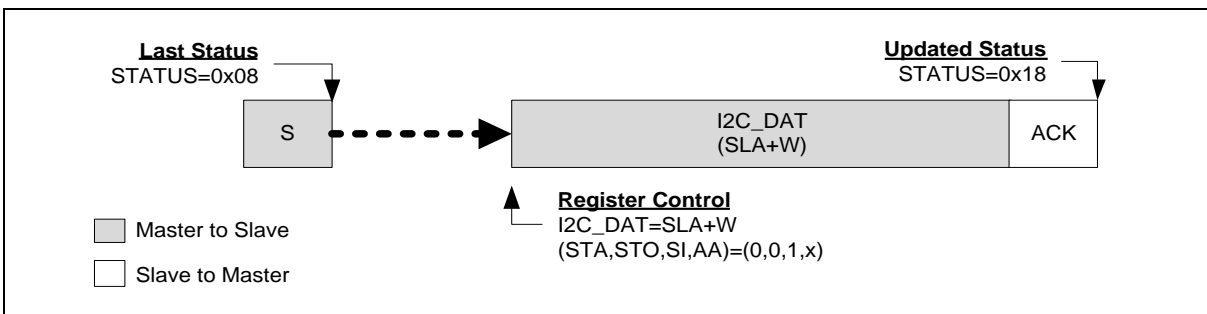 Last Status
STATUS=0x08
Updated Status
STATUS=0x18
S
I2C_DAT
(SLA+W)
ACK
Register Control
I2C_DAT=SLA+W
(STA,STO,SI,AA)=(0,0,1,x)
Master to Slave
Slave to Master